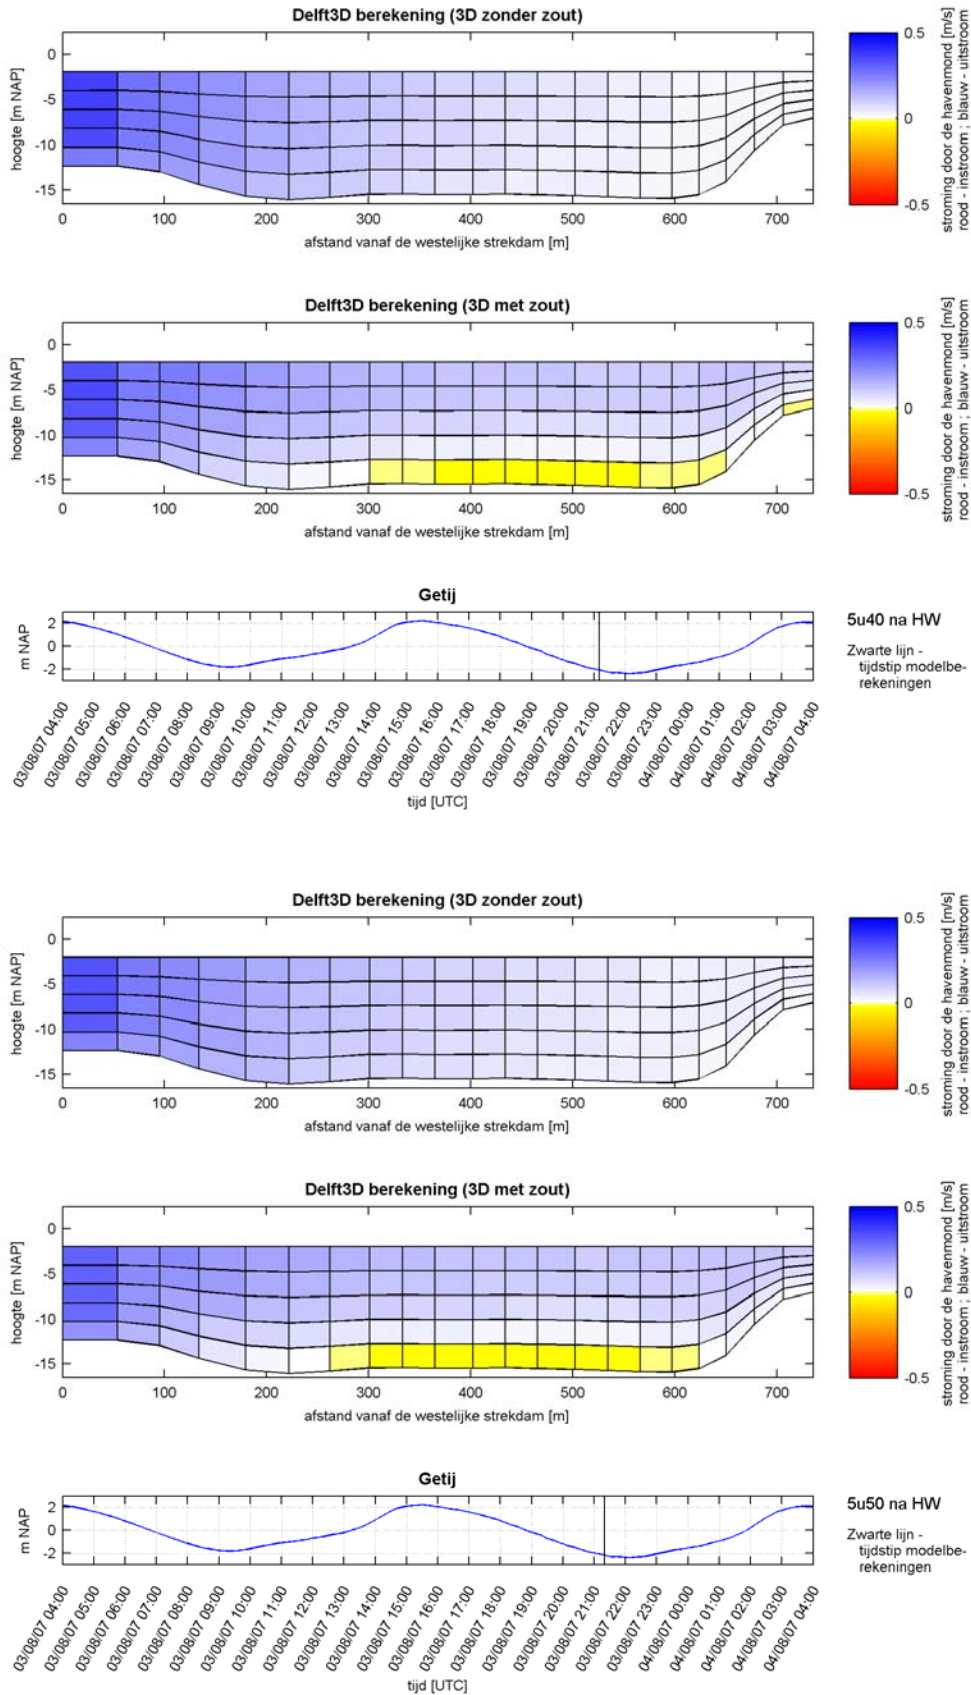 Delft3D berekening (3D zonder zout)
0
-5
-10
-15
hoogte [m NAP]
0 100 200 300 400 500 600 700
afstand vanaf de westelijke strekdam [m]
0.5
0
-0.5
stroming door de havenmond [m/s]
rood - instroom ; blauw - uitstroom
Delft3D berekening (3D met zout)
0
-5
-10
-15
hoogte [m NAP]
0 100 200 300 400 500 600 700
afstand vanaf de westelijke strekdam [m]
0.5
0
-0.5
stroming door de havenmond [m/s]
rood - instroom ; blauw - uitstroom
Getij
2
0
-2
m NAP
03/08/07 04:00
03/08/07 05:00
03/08/07 06:00
03/08/07 07:00
03/08/07 08:00
03/08/07 09:00
03/08/07 10:00
03/08/07 11:00
03/08/07 12:00
03/08/07 13:00
03/08/07 14:00
03/08/07 15:00
03/08/07 16:00
03/08/07 17:00
03/08/07 18:00
03/08/07 19:00
03/08/07 20:00
03/08/07 21:00
03/08/07 22:00
03/08/07 23:00
04/08/07 00:00
04/08/07 01:00
04/08/07 02:00
04/08/07 03:00
04/08/07 04:00
tijd [UTC]
5u40 na HW
Zwarte lijn -
tijdstip modelbe-
rekeningen
Delft3D berekening (3D zonder zout)
0
-5
-10
-15
hoogte [m NAP]
0 100 200 300 400 500 600 700
afstand vanaf de westelijke strekdam [m]
0.5
0
-0.5
stroming door de havenmond [m/s]
rood - instroom ; blauw - uitstroom
Delft3D berekening (3D met zout)
0
-5
-10
-15
hoogte [m NAP]
0 100 200 300 400 500 600 700
afstand vanaf de westelijke strekdam [m]
0.5
0
-0.5
stroming door de havenmond [m/s]
rood - instroom ; blauw - uitstroom
Getij
2
0
-2
m NAP
03/08/07 04:00
03/08/07 05:00
03/08/07 06:00
03/08/07 07:00
03/08/07 08:00
03/08/07 09:00
03/08/07 10:00
03/08/07 11:00
03/08/07 12:00
03/08/07 13:00
03/08/07 14:00
03/08/07 15:00
03/08/07 16:00
03/08/07 17:00
03/08/07 18:00
03/08/07 19:00
03/08/07 20:00
03/08/07 21:00
03/08/07 22:00
03/08/07 23:00
04/08/07 00:00
04/08/07 01:00
04/08/07 02:00
04/08/07 03:00
04/08/07 04:00
tijd [UTC]
5u50 na HW
Zwarte lijn -
tijdstip modelbe-
rekeningen